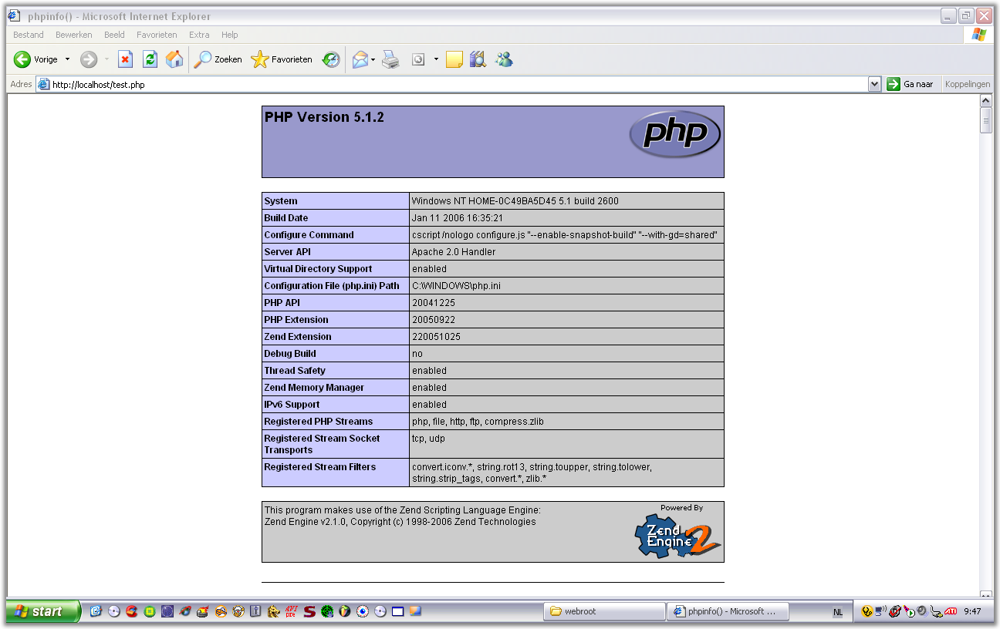 phpinfo() - Microsoft Internet Explorer
Bestand Bewerken Beeld Favorieten Extra Help
Vorige Zoeken Favorieten
Adres http://localhost/test.php Ga naar Koppelingen
PHP Version 5.1.2
php
System Windows NT HOME-0C49BA5D45 5.1 build 2600
Build Date Jan 11 2006 16:35:21
Configure Command cscript /nologo configure.js "--enable-snapshot-build" "--with-gd=shared"
Server API Apache 2.0 Handler
Virtual Directory Support enabled
Configuration File (php.ini) Path C:\WINDOWS\php.ini
PHP API 20041225
PHP Extension 20050922
Zend Extension 220051025
Debug Build no
Thread Safety enabled
Zend Memory Manager enabled
IPv6 Support enabled
Registered PHP Streams php, file, http, ftp, compress.zlib
Registered Stream Socket
Transports tcp, udp
Registered Stream Filters convert.iconv.*, string.rot13, string.toupper, string.tolower,
string.strip_tags, convert.*, zlib.*
This program makes use of the Zend Scripting Language Engine:
Zend Engine v2.1.0, Copyright (c) 1998-2006 Zend Technologies
Powered By
Zend
Engine 2
start webroot phpinfo() - Microsoft ... NL 9:47